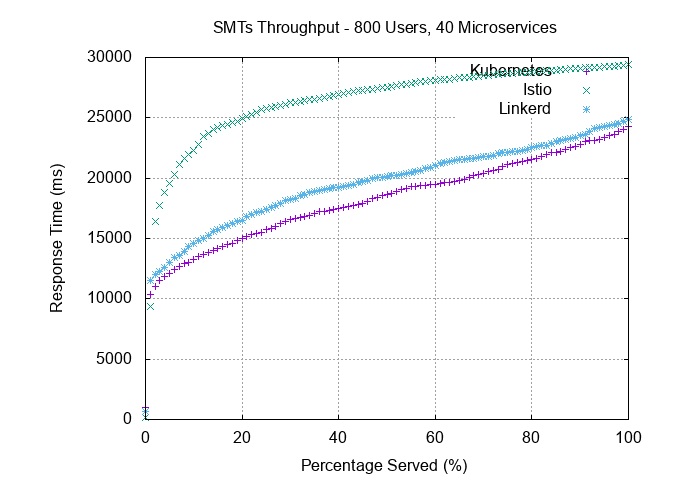 SMTs Throughput - 800 Users, 40 Microservices
30000
25000
20000
15000
10000
5000
0
Response Time (ms)
Kubernetes
Istio
Linkerd
0 20 40 60 80 100
Percentage Served (%)